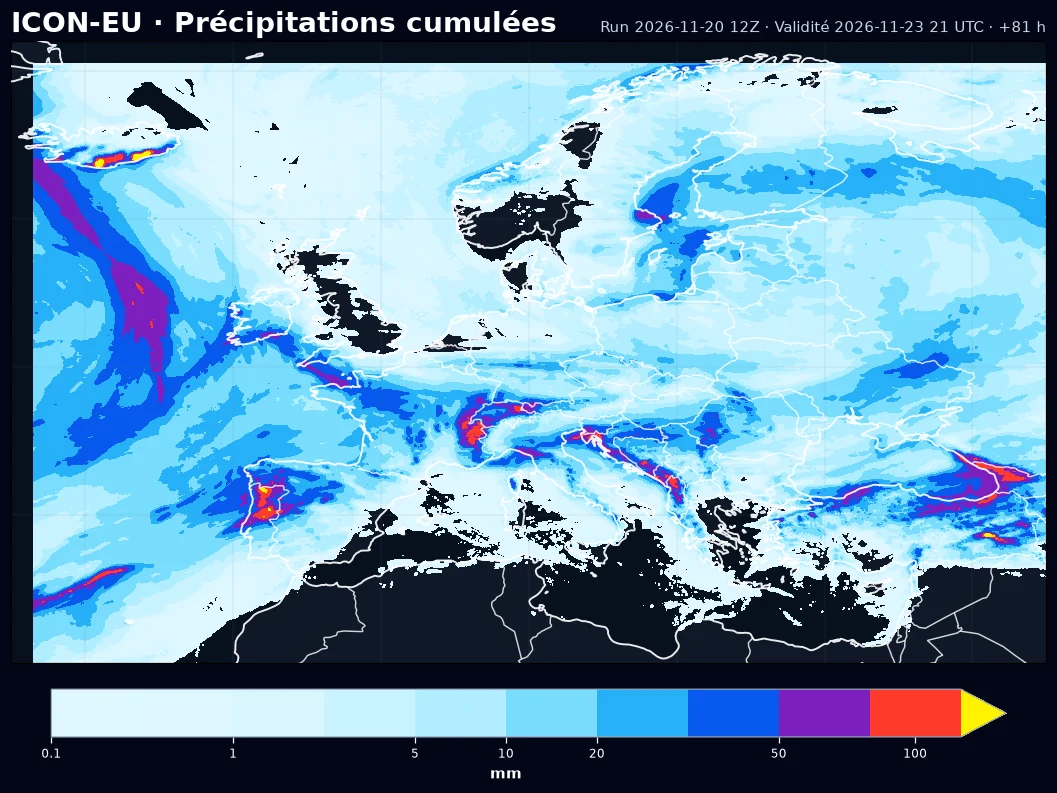 ICON-EU · Précipitations cumulées
Run 2026-11-20 12Z · Validité 2026-11-23 21 UTC · +81 h
0.1 1 5 10 20 50 100
mm